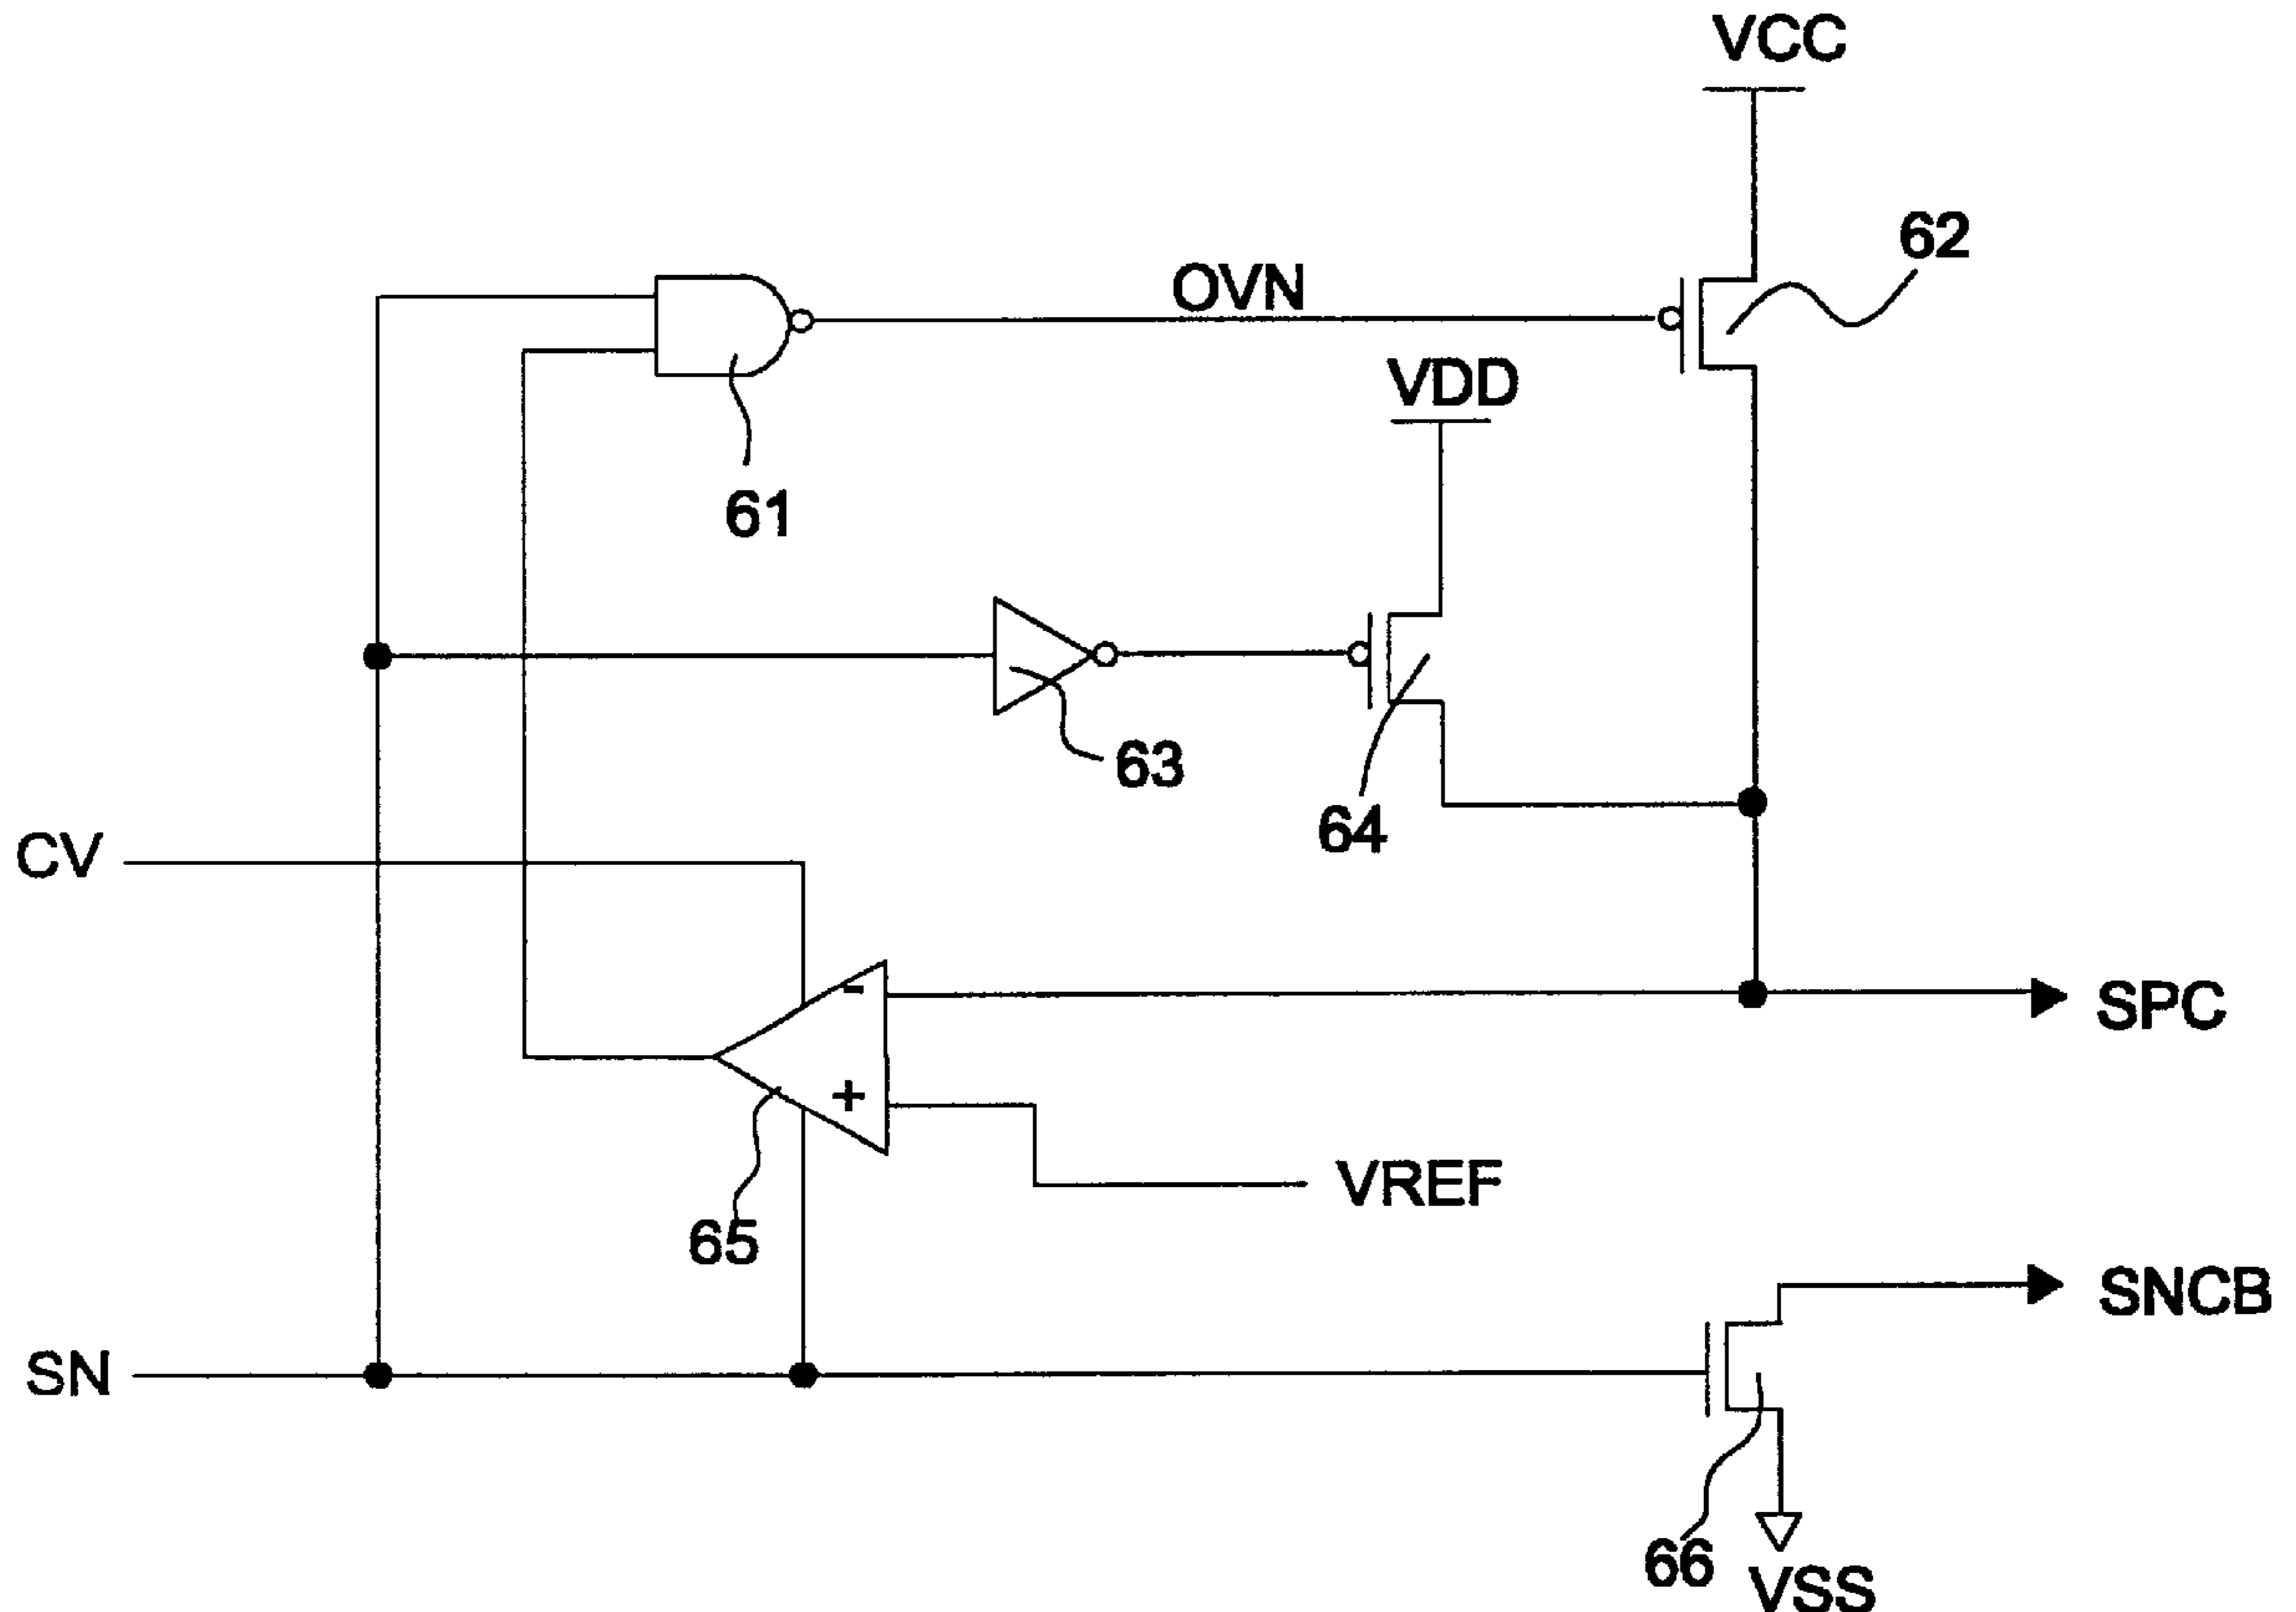 VCC
62
OVN
VDD
61
63
64
CV
SPC
+
-
VREF
65
SNCB
SN
66
VSS